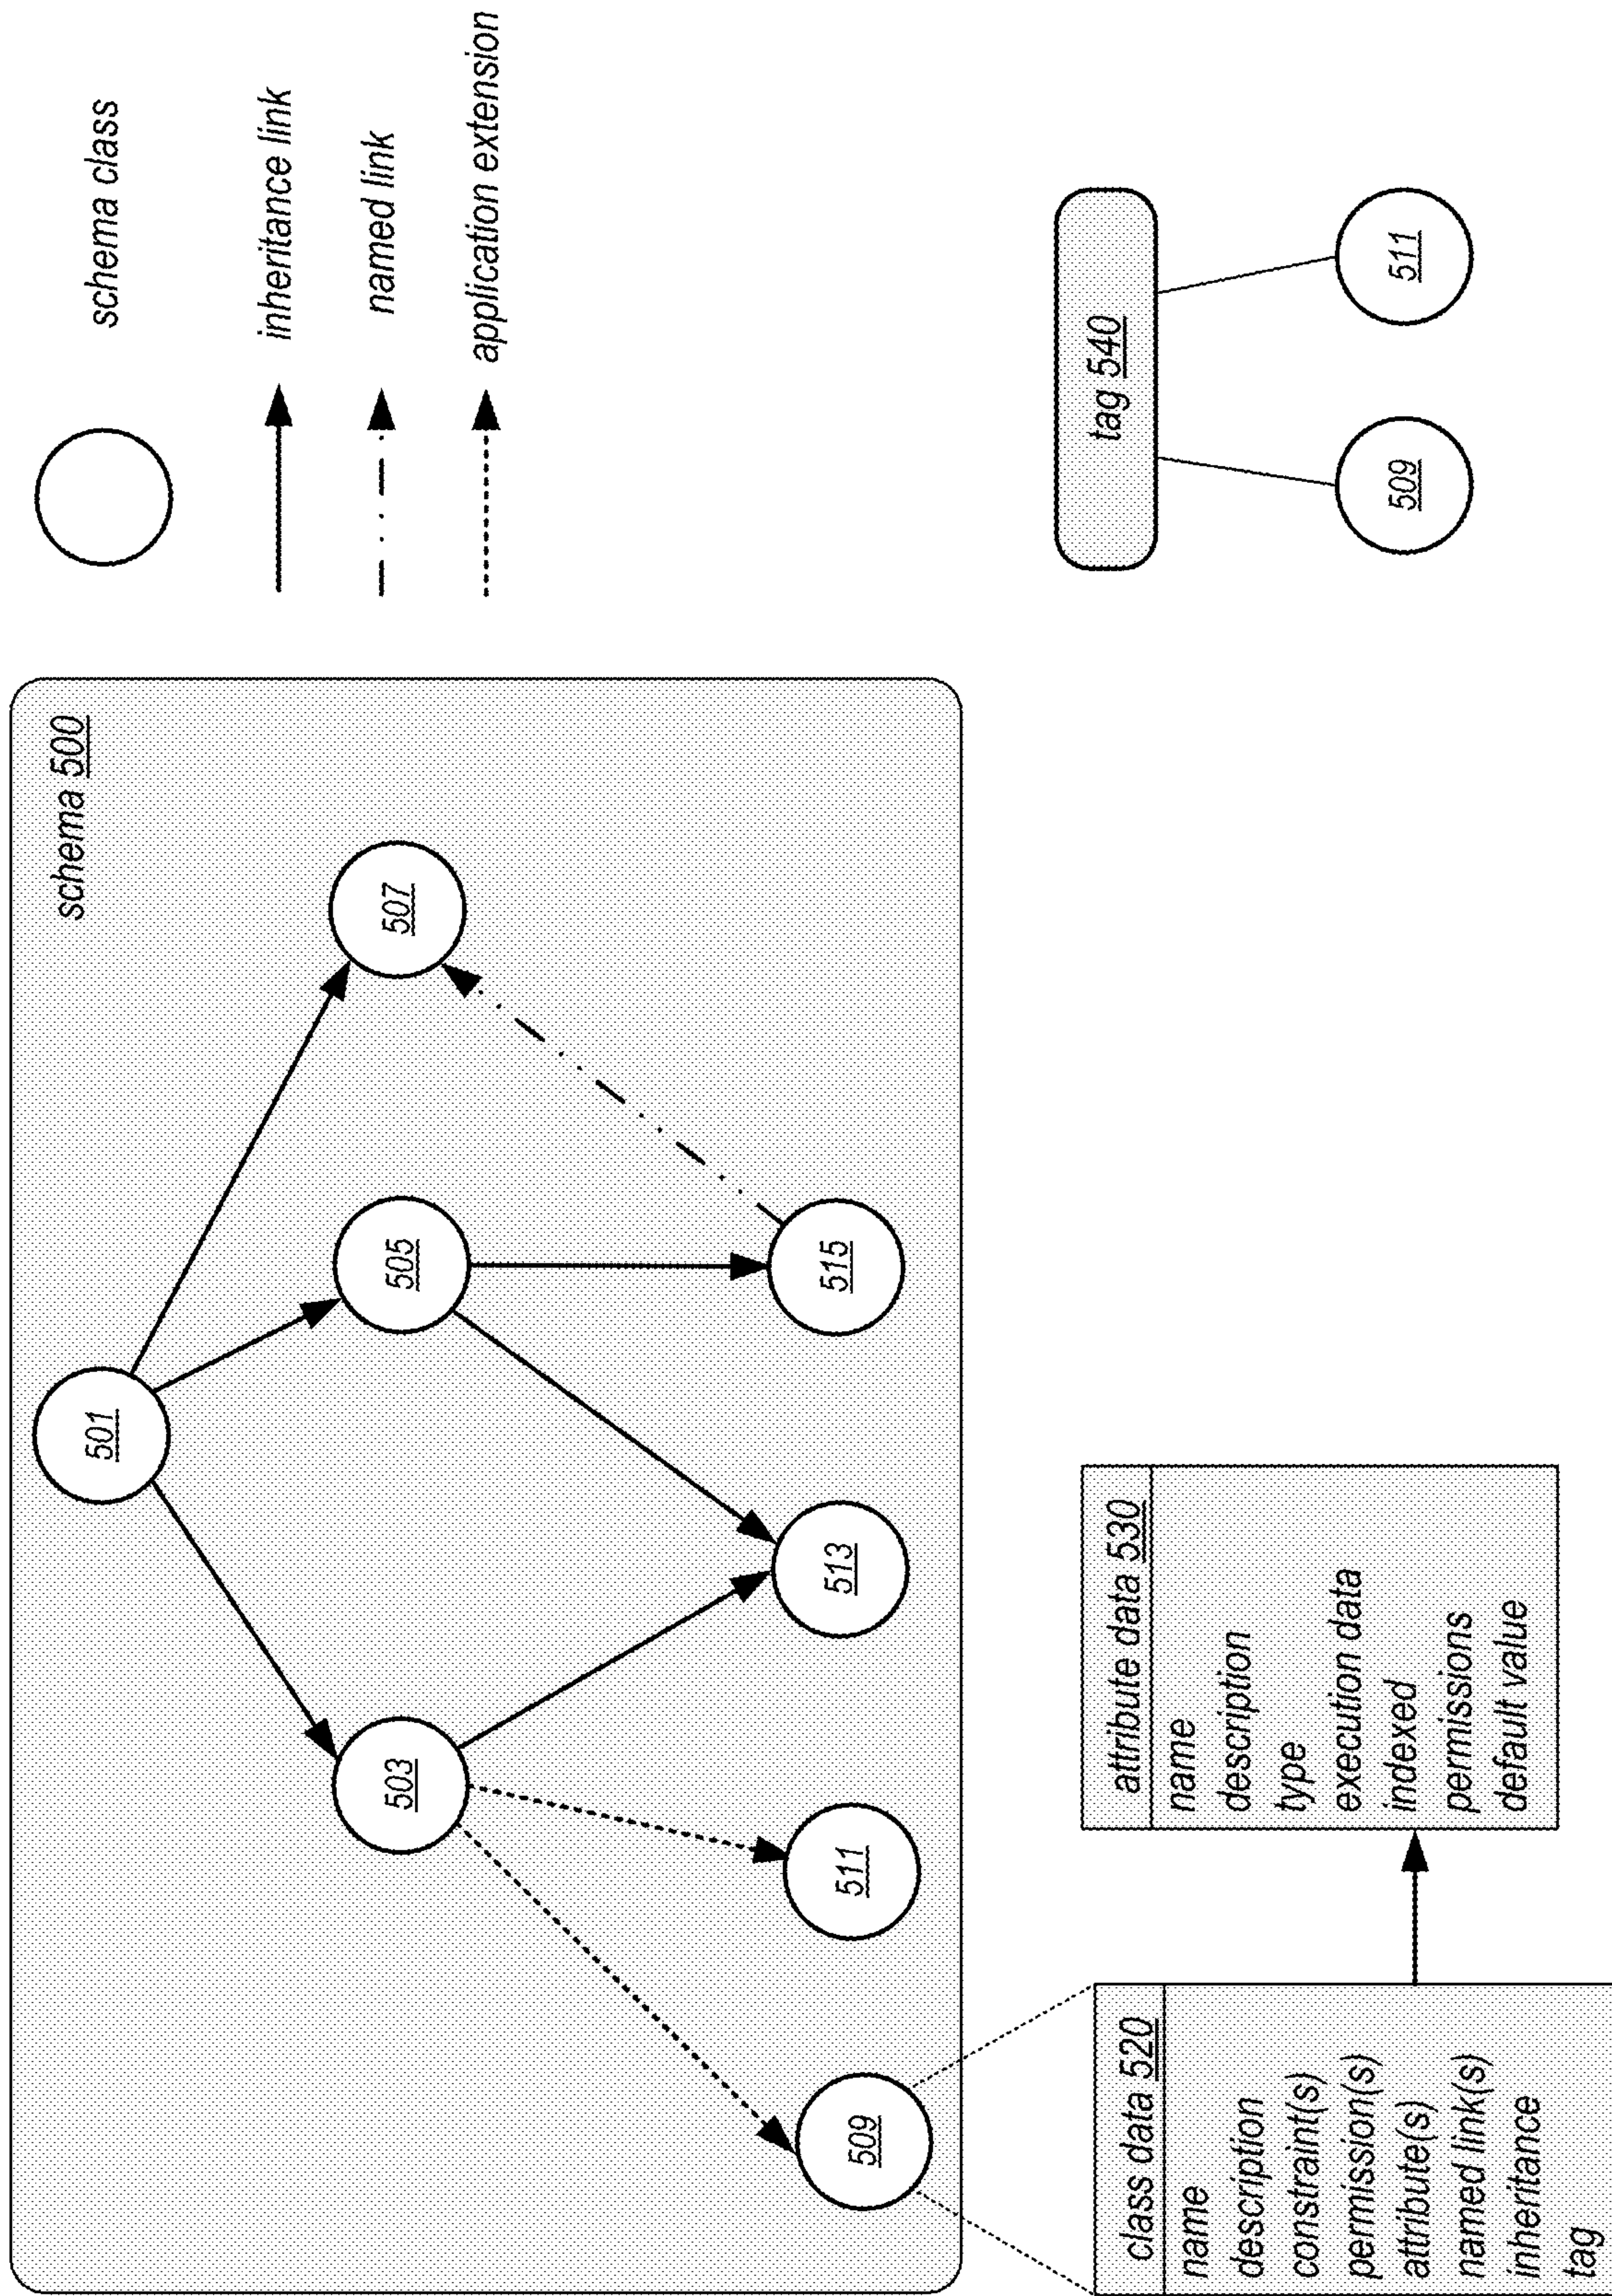 schema 500
501
503
505
507
509
511
513
515
schema class
inheritance link
named link
application extension
class data 520
name
description
constraint(s)
permission(s)
attribute(s)
named link(s)
inheritance
tag
attribute data 530
name
description
type
execution data
indexed
permissions
default value
tag 540
509
511